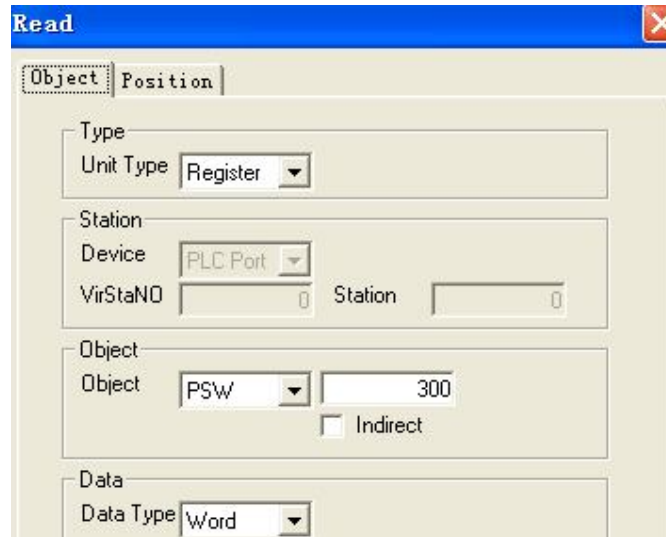 Read
Object Position
Type
Unit Type Register
Station
Device PLC Port
VirStaNO 0 Station 0
Object
Object PSW 300
Indirect
Data
Data Type Word